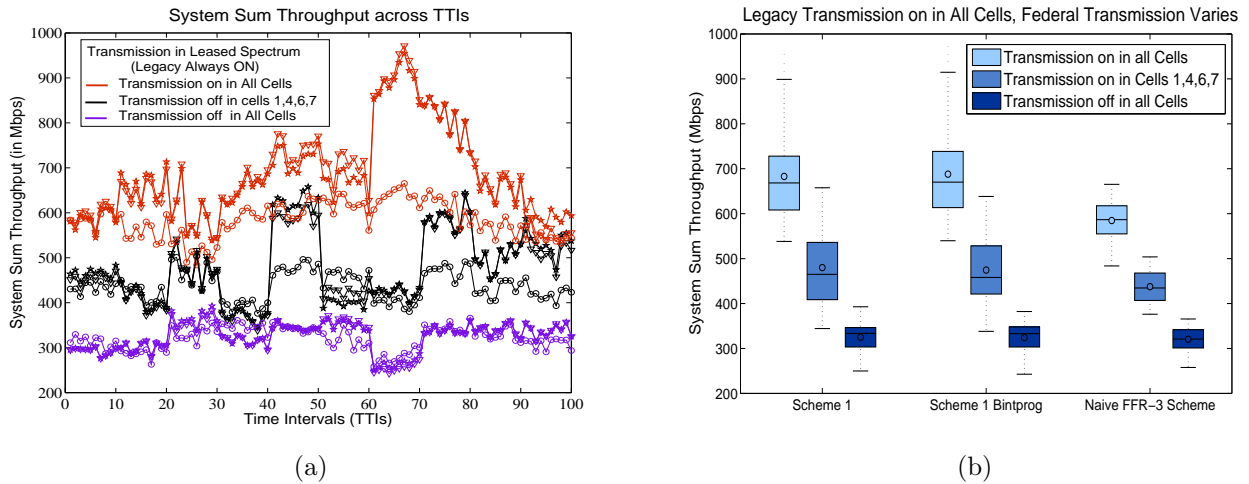 System Sum Throughput across TTIs
System Sum Throughput (in Mbps)
1000
900
800
700
600
500
400
300
200
Transmission in Leased Spectrum
(Legacy Always ON)
Transmission on in All Cells
Transmission off in cells 1,4,6,7
Transmission off in All Cells
0
10
20
30
40
50
60
70
80
90
100
Time Intervals (TTIs)
(a)
Legacy Transmission on in All Cells, Federal Transmission Varies
System Sum Throughput (Mbps)
1000
900
800
700
600
500
400
300
200
Transmission on in all Cells
Transmission on in Cells 1,4,6,7
Transmission off in all Cells
Scheme 1
Scheme 1 Bintprog
Naive FFR-3 Scheme
(b)